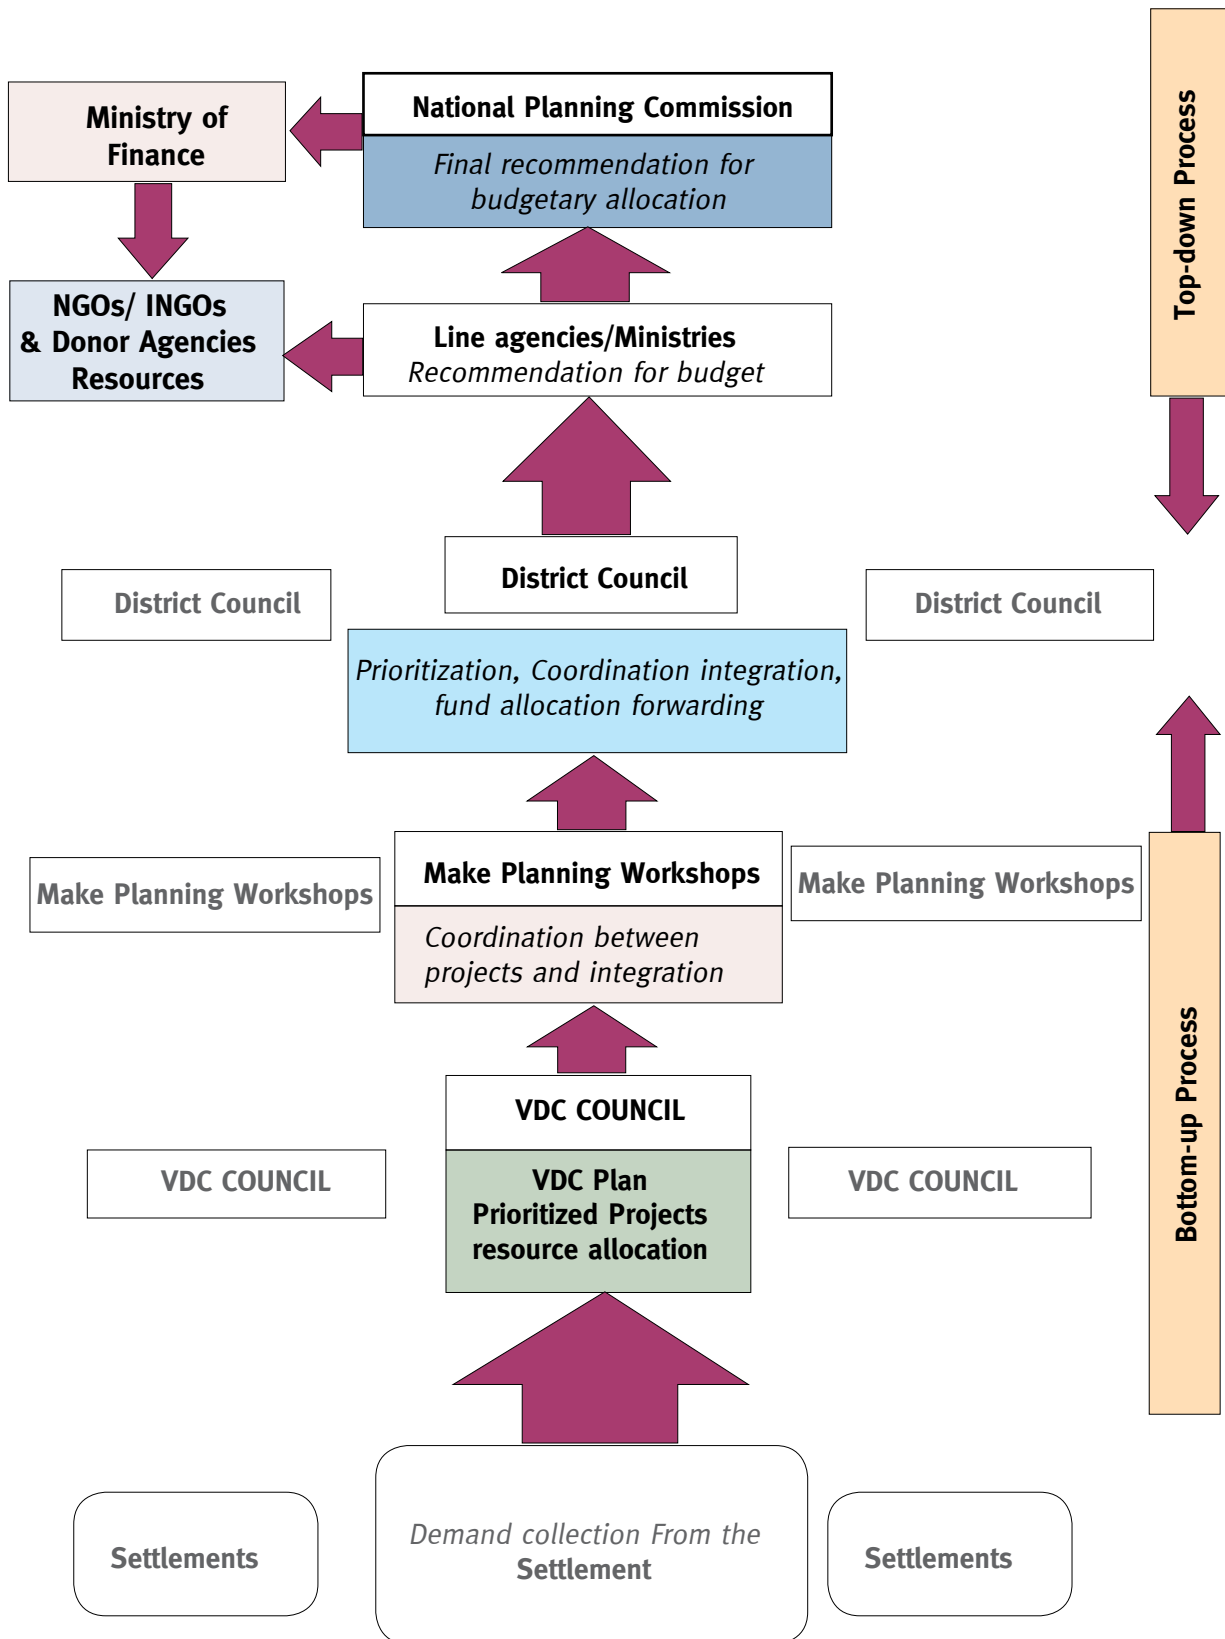 National Planning Commission
Ministry of
Finance
Final recommendation for
budgetary allocation
Top-down Process
NGOs/ INGOs
& Donor Agencies
Resources
Line agencies/Ministries
Recommendation for budget
District Council
District Council
District Council
Prioritization, Coordination integration,
fund allocation forwarding
Make Planning Workshops
Make Planning Workshops
Make Planning Workshops
Coordination between
projects and integration
Bottom-up Process
VDC COUNCIL
VDC COUNCIL
VDC Plan
Prioritized Projects
resource allocation
VDC COUNCIL
Settlements
Demand collection From the
Settlement
Settlements